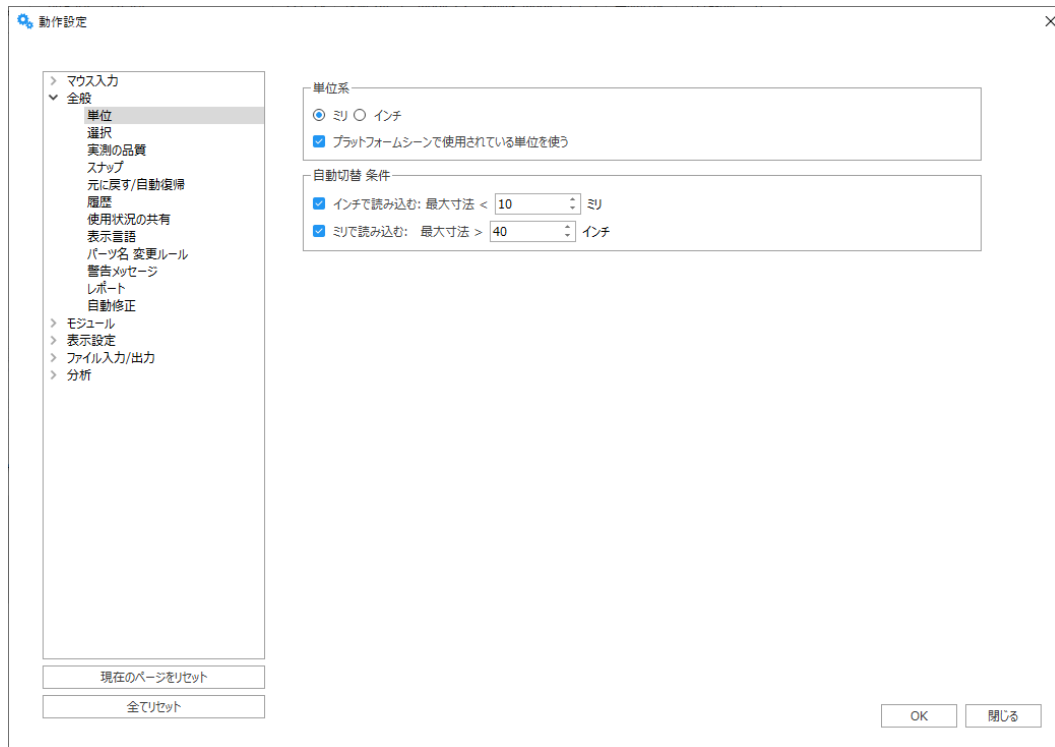 動作設定
マウス入力
全般
単位
選択
実測の品質
スナップ
元に戻す/自動復帰
履歴
使用状況の共有
表示言語
パーツ名 変更ルール
警告メッセージ
レポート
自動修正
モジュール
表示設定
ファイル入力/出力
分析
現在のページをリセット
全てリセット
単位系
ミリ インチ
プラットフォームシーンで使用されている単位を使う
自動切替 条件
インチで読み込む: 最大寸法 < 10 ミリ
ミリで読み込む: 最大寸法 > 40 インチ
OK 閉じる